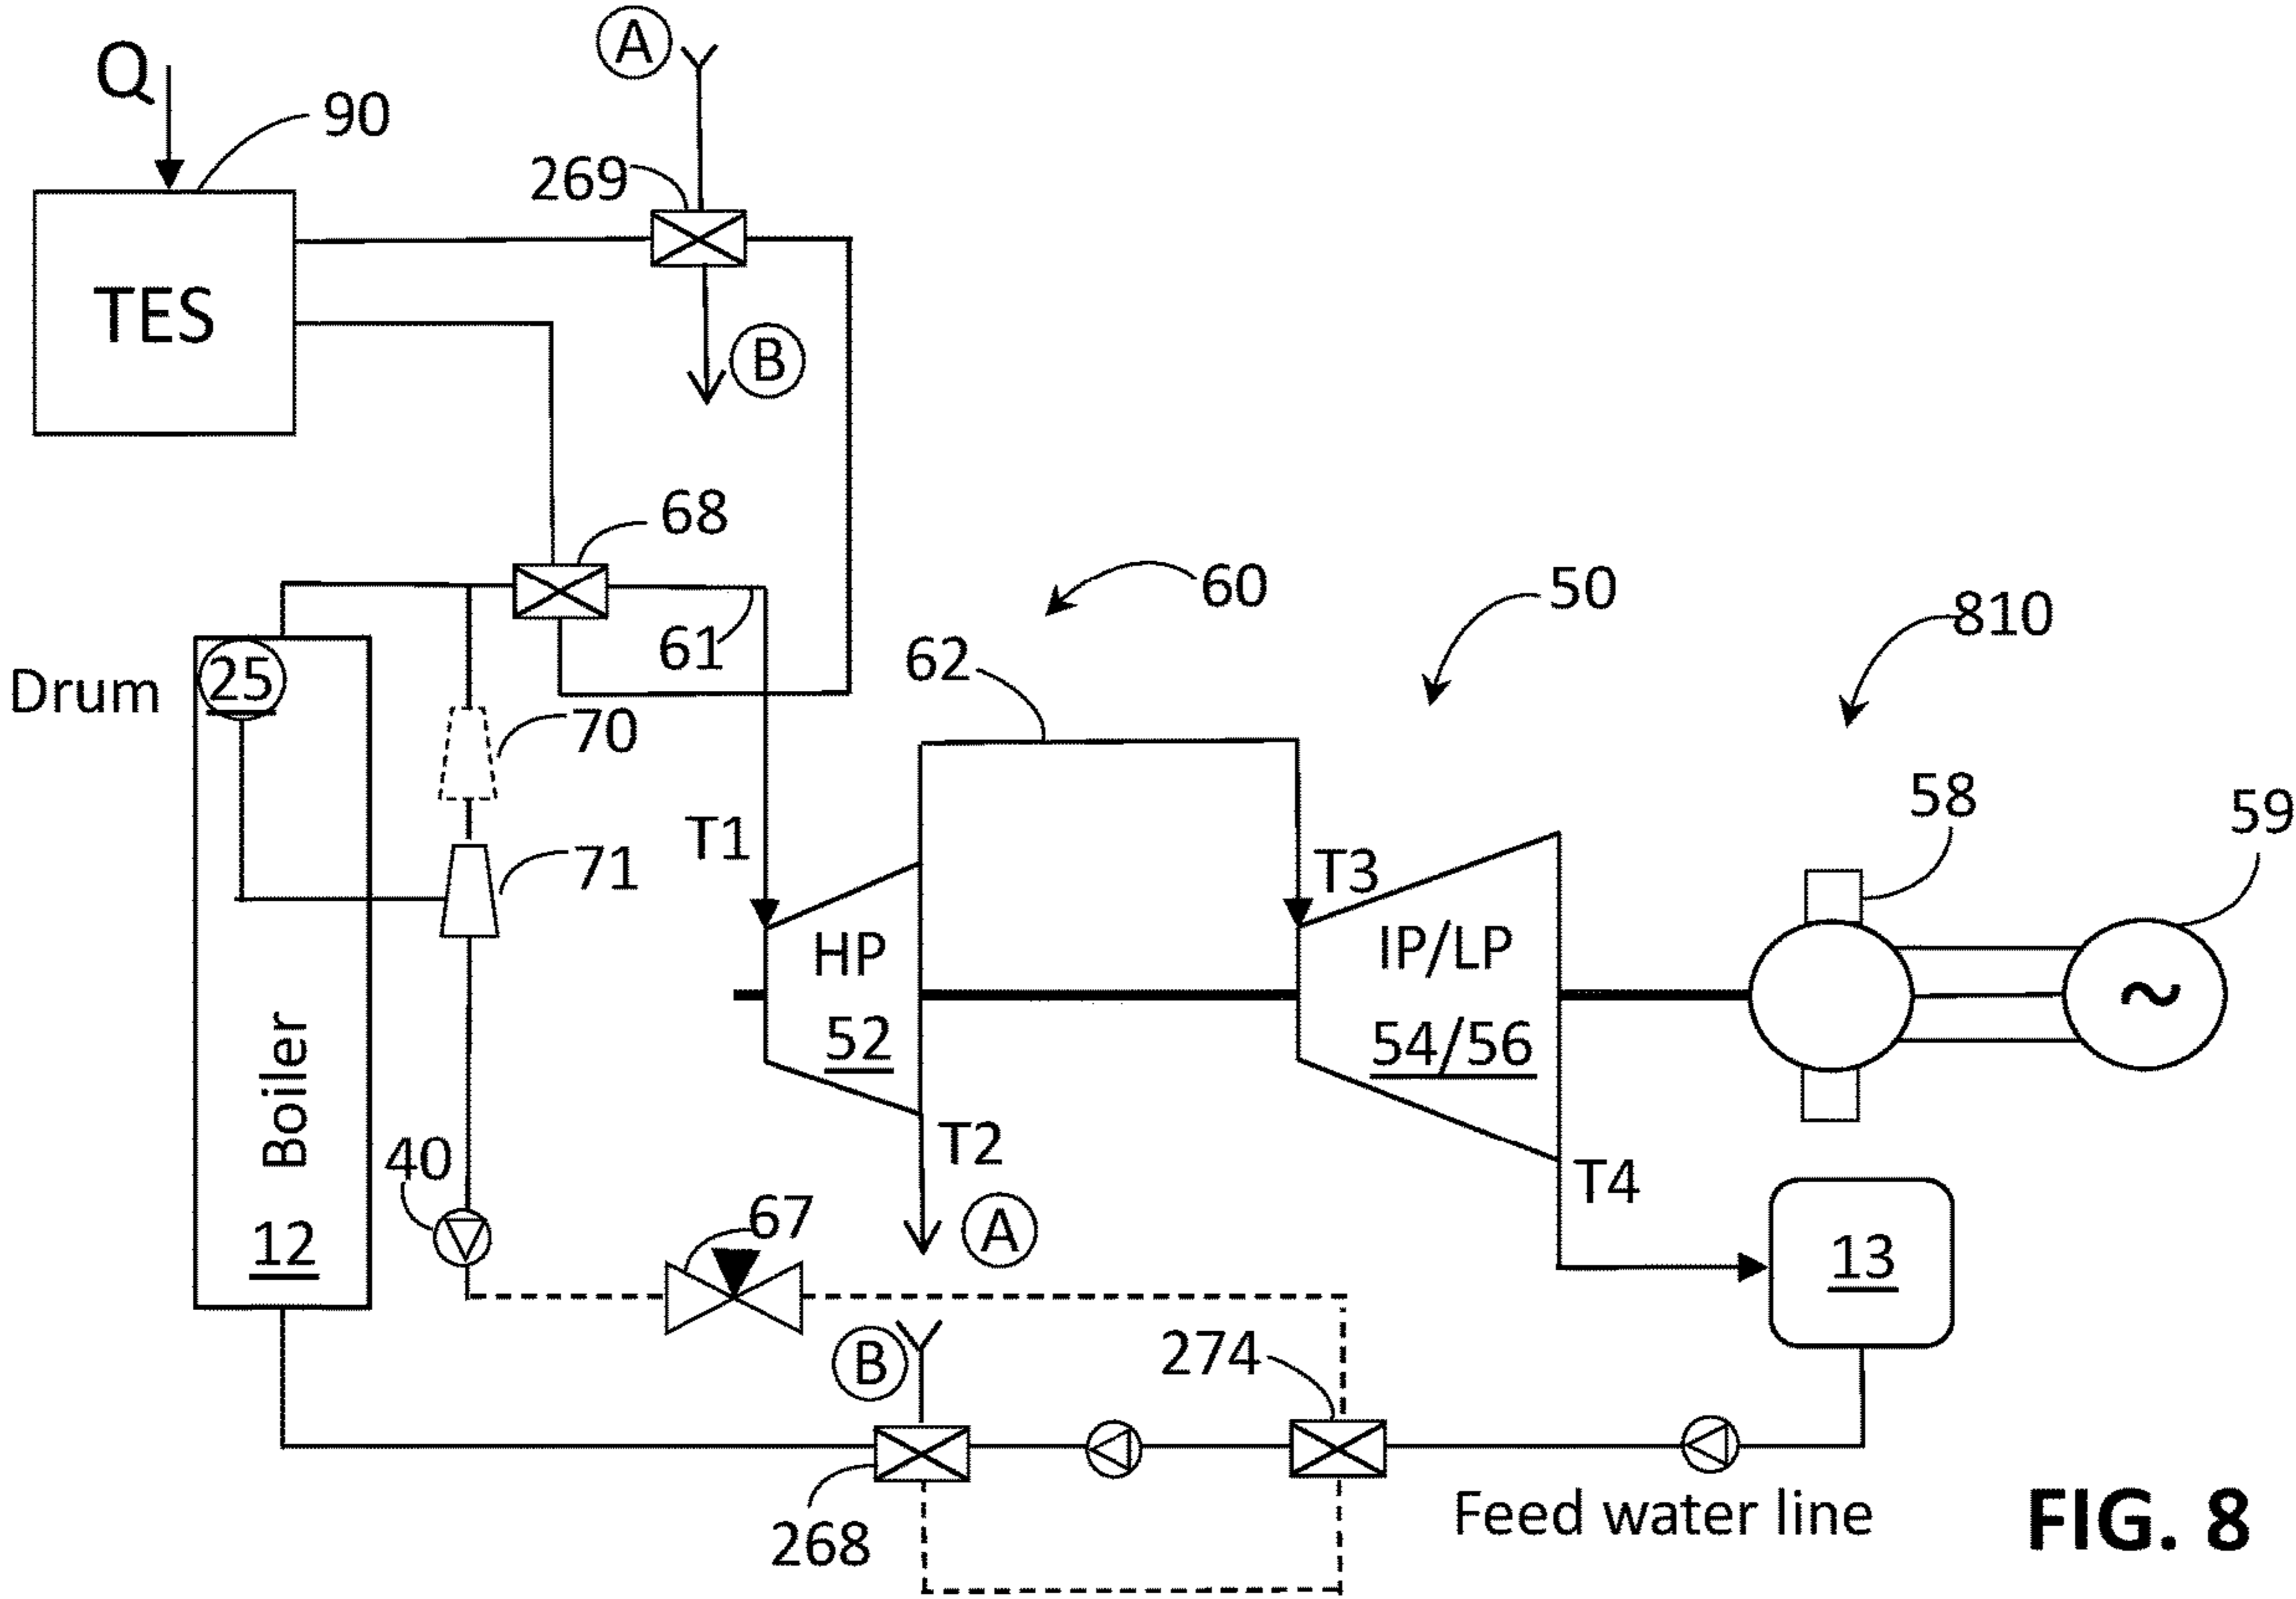 A
Q
90
269
TES
B
68
60
50
810
61
62
Drum
25
70
58
59
T1
71
T3
HP
IP/LP
~
52
54/56
Boiler
40
T2
T4
67
A
12
13
B
274
Feed water line
268
FIG. 8